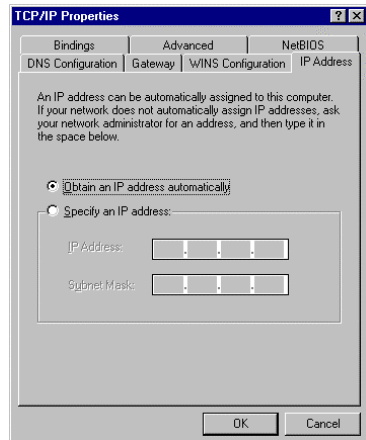 TCP/IP Properties
Bindings Advanced NetBIOS
DNS Configuration Gateway WINS Configuration IP Address
An IP address can be automatically assigned to this computer.
If your network does not automatically assign IP addresses, ask
your network administrator for an address, and then type it in
the space below.
Obtain an IP address automatically
Specify an IP address:
IP Address:
. . .
Subnet Mask:
. . .
OK Cancel